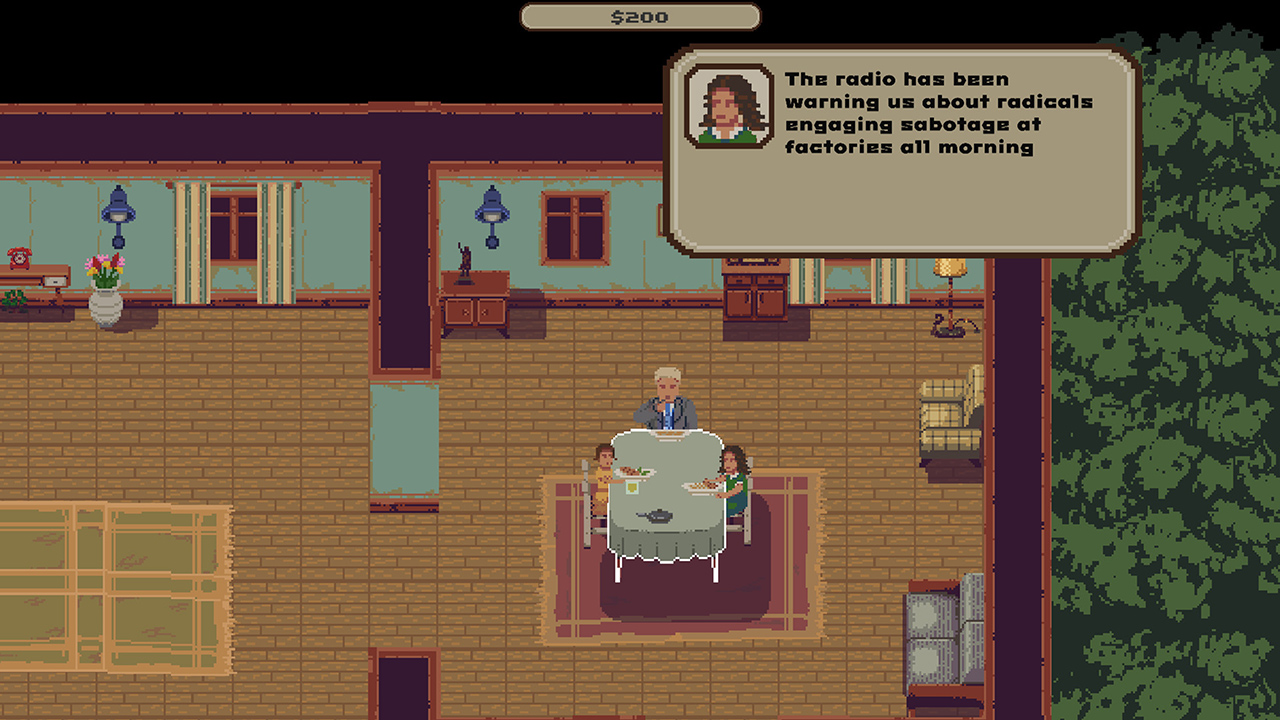 $200
The radio has been
warning us about radicals
engaging sabotage at
factories all morning